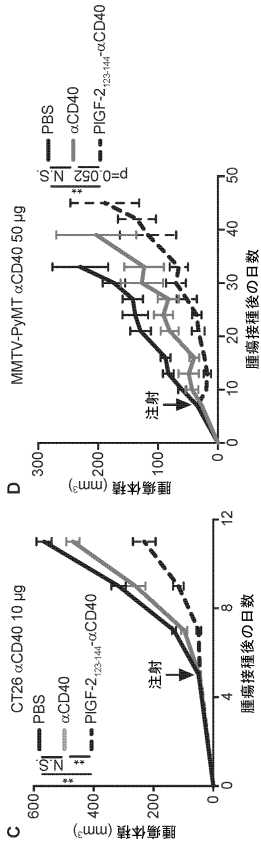 C
CT26 αCD40 10 μg
PBS
αCD40
PlGF-2123-144-αCD40
N.S.
**
**
腫瘍体積 (mm³)
600
400
200
0
注射
0 4 8 12
腫瘍接種後の日数
D
MMTV-PyMT αCD40 50 μg
PBS
αCD40
PlGF-2123-144-αCD40
N.S.
p=0.052
**
腫瘍体積 (mm³)
300
200
100
0
注射
0 10 20 30 40 50
腫瘍接種後の日数